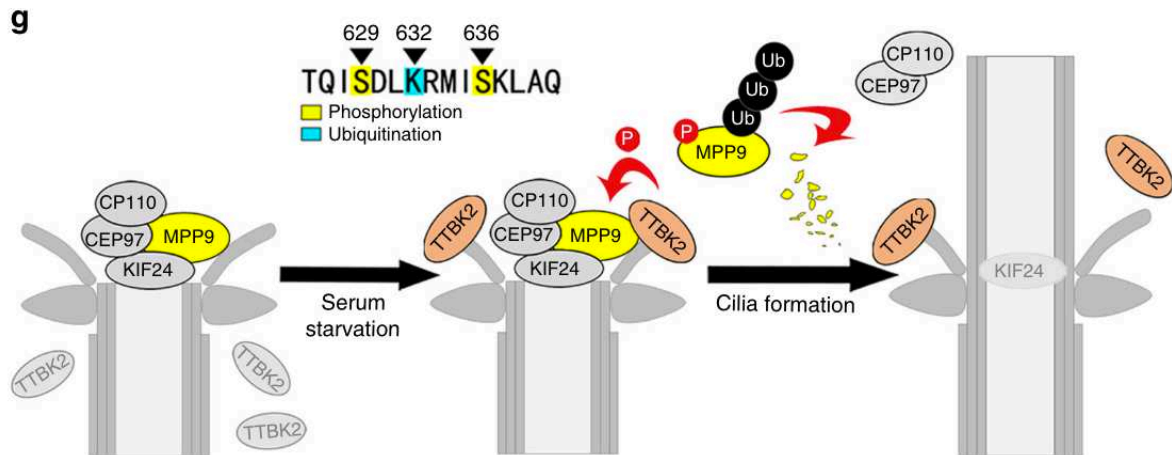 g
629 632 636
TQISDLKRMISKLAQ
Phosphorylation
Ubiquitination
CP110
CEP97
MPP9
KIF24
TTBK2
TTBK2
TTBK2
Serum
starvation
CP110
CEP97
MPP9
KIF24
TTBK2
TTBK2
P
P
MPP9
Ub
Ub
Ub
Cilia formation
CP110
CEP97
TTBK2
TTBK2
KIF24